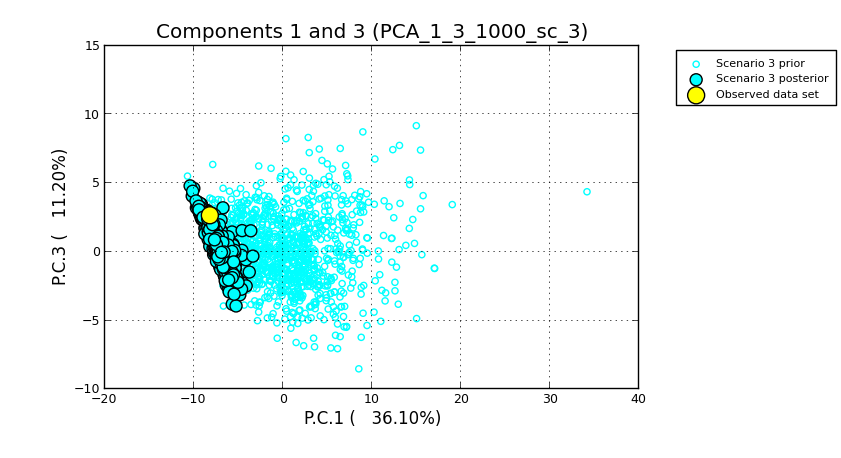 Components 1 and 3 (PCA_1_3_1000_sc_3)
15
10
5
0
−5
−10
−20
−10
0
10
20
30
40
P.C.3 (   11.20%)
P.C.1 (   36.10%)
Scenario 3 prior
Scenario 3 posterior
Observed data set